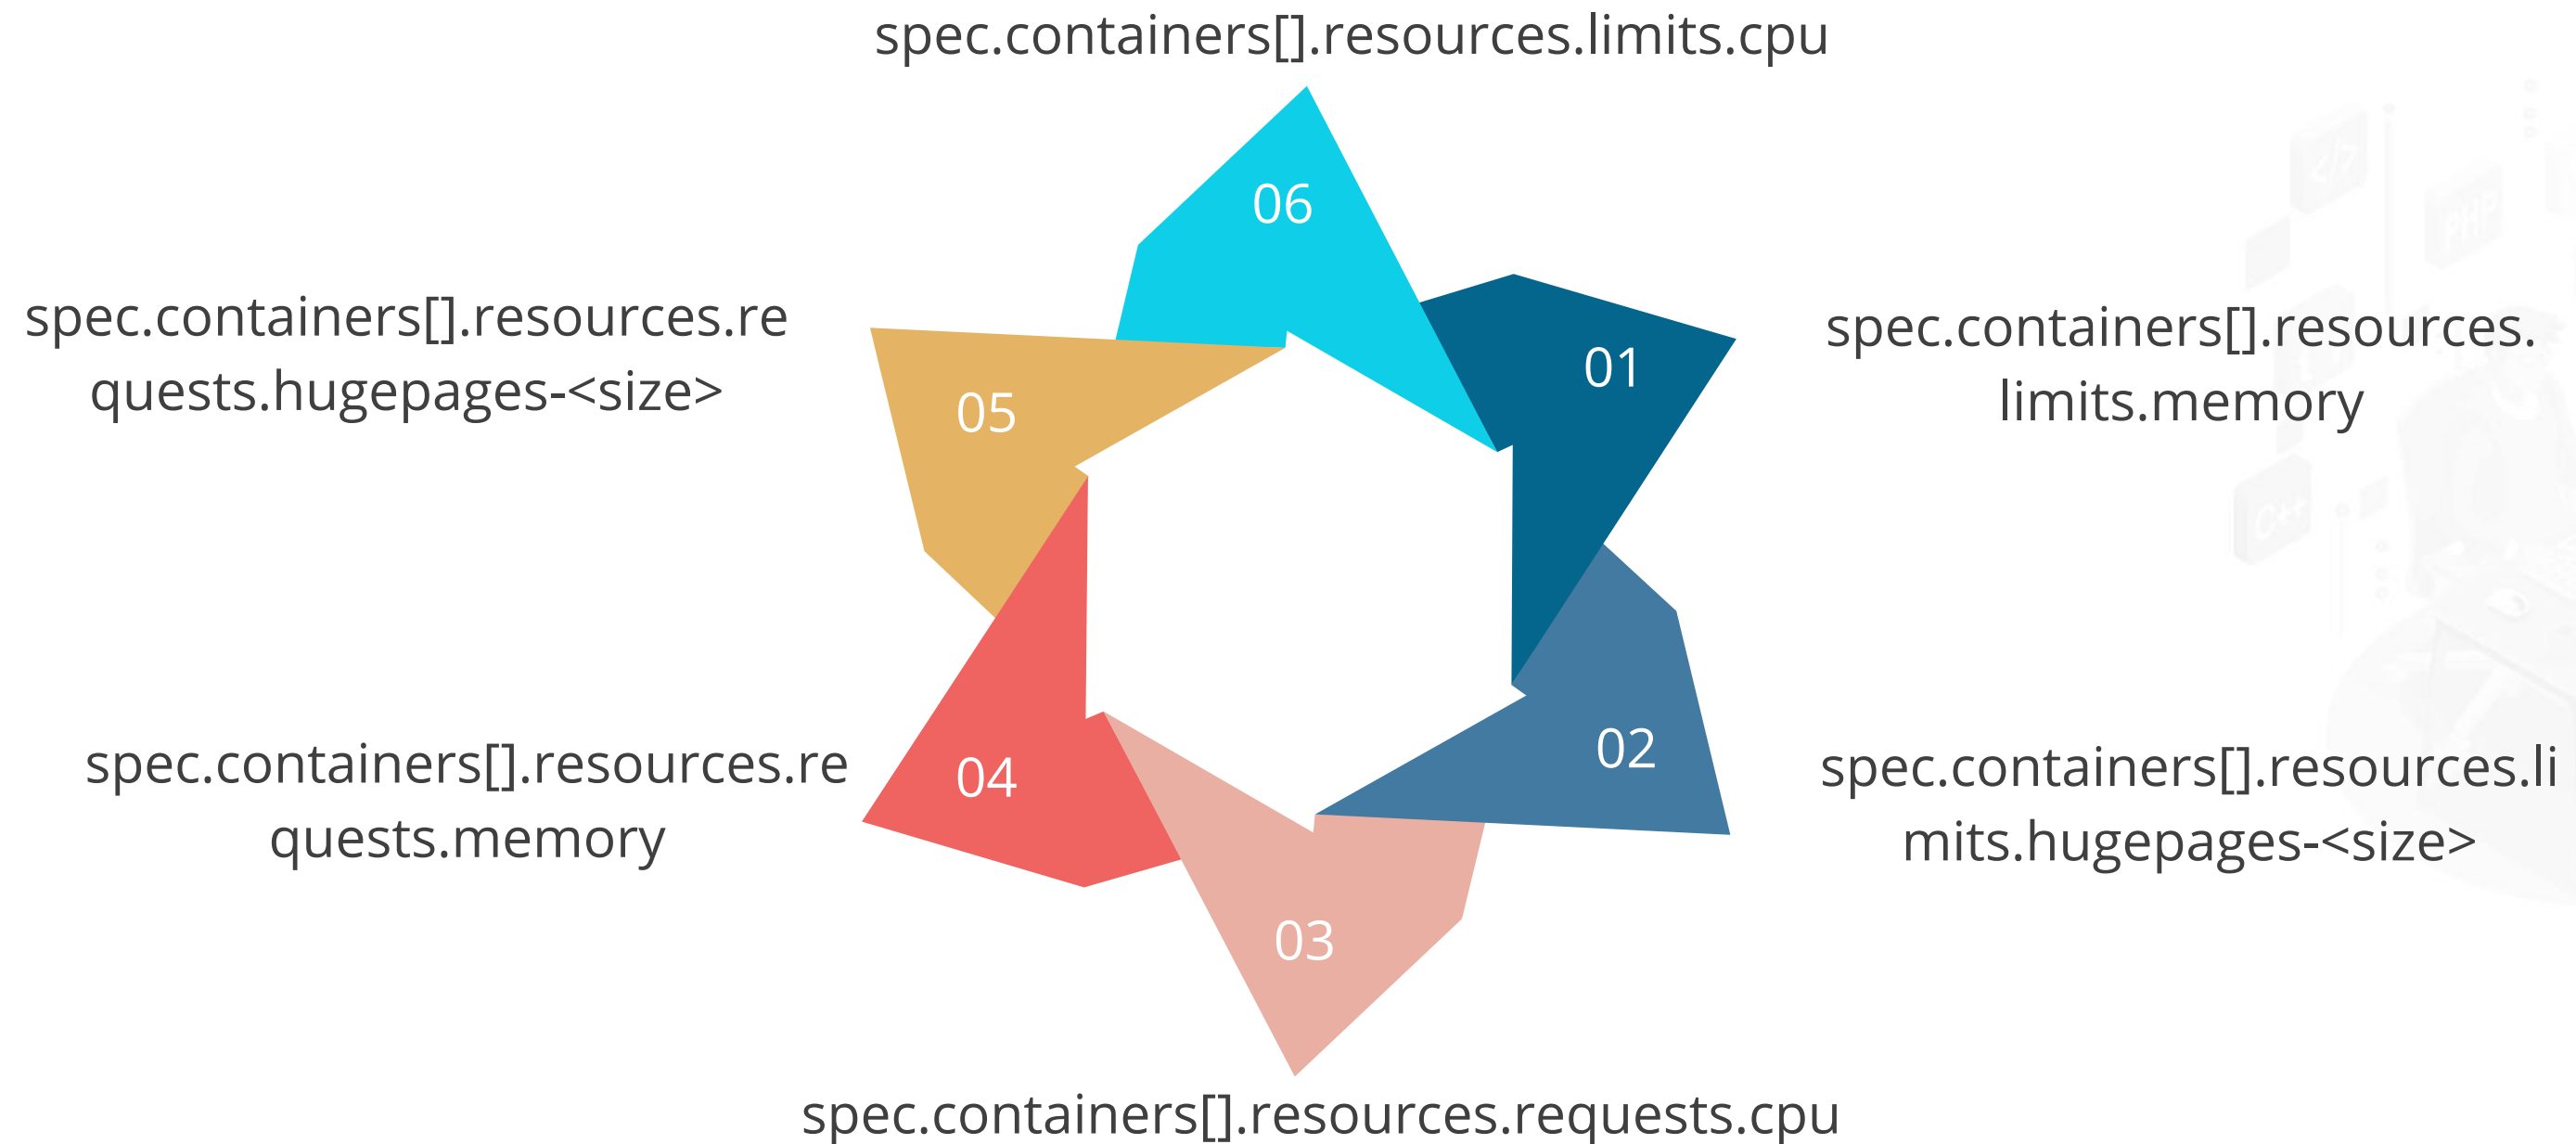 spec.containers[].resources.limits.cpu
06
01
spec.containers[].resources.
limits.memory
02
spec.containers[].resources.li
mits.hugepages-<size>
03
spec.containers[].resources.requests.cpu
04
spec.containers[].resources.re
quests.memory
05
spec.containers[].resources.re
quests.hugepages-<size>
</>
PHP
C++